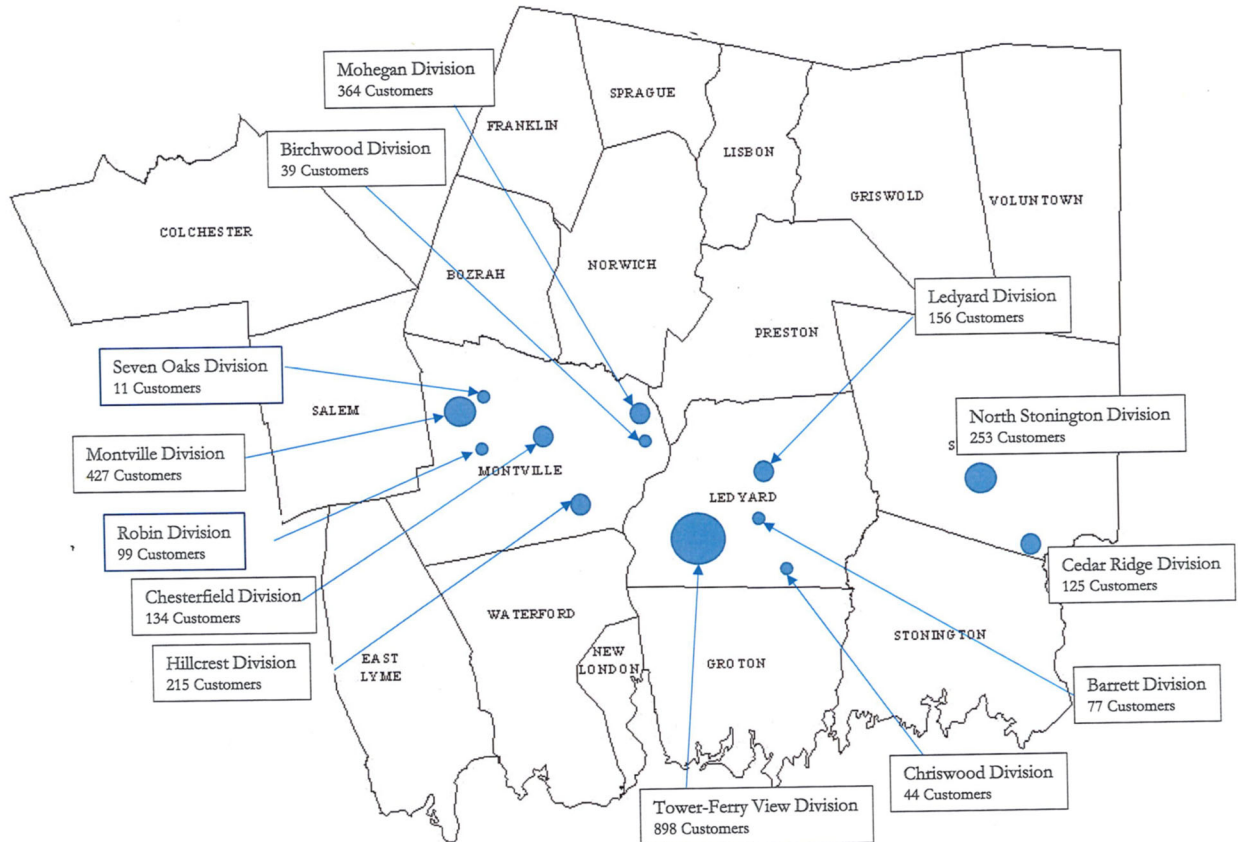 Mohegan Division
364 Customers
SPRAGUE
FRANKLIN
LISBON
Birchwood Division
39 Customers
GRISWOLD
VOLUNTOWN
COLCHESTER
NORWICH
BOZRAH
Ledyard Division
156 Customers
PRESTON
Seven Oaks Division
11 Customers
SALEM
North Stonington Division
253 Customers
S
Montville Division
427 Customers
MONTVILLE
LEDYARD
Robin Division
99 Customers
Cedar Ridge Division
125 Customers
Chesterfield Division
134 Customers
WATERFORD
STONINGTON
EAST
LYME
NEW
LONDON
GROTON
Hillcrest Division
215 Customers
Barrett Division
77 Customers
Chriswood Division
44 Customers
Tower-Ferry View Division
898 Customers